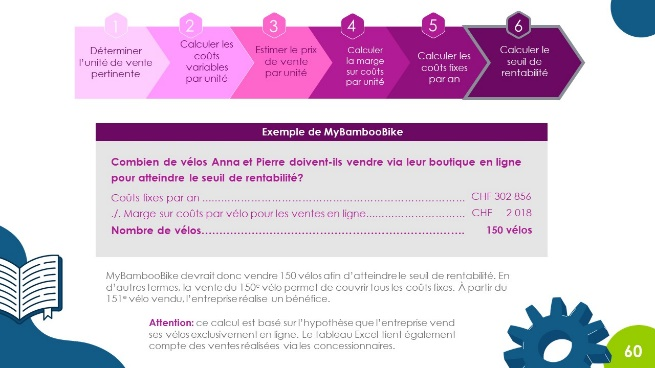 1
Déterminer
l'unité de vente
pertinente
2
Calculer les
coûts
variables
par unité
3
Estimer le prix
de vente
par unité
4
Calculer
la marge
sur coûts
par unité
5
Calculer les
coûts fixes
par an
6
Calculer le
seuil de
rentabilité
Exemple de MyBambooBike
Combien de vélos Anna et Pierre doivent-ils vendre via leur boutique en ligne
pour atteindre le seuil de rentabilité?
Coûts fixes par an ........................................................................ CHF 302 856
./. Marge sur coûts par vélo pour les ventes en ligne........................... CHF 2 018
Nombre de vélos.................................................................. 150 vélos
MyBambooBike devrait donc vendre 150 vélos afin d'atteindre le seuil de rentabilité. En
d'autres termes, la vente du 150e vélo permet de couvrir tous les coûts fixes. À partir du
151e vélo vendu, l'entreprise réalise un bénéfice.
Attention: ce calcul est basé sur l'hypothèse que l'entreprise vend
ses vélos exclusivement en ligne. Le tableau Excel tient également
compte des ventes réalisées via les concessionnaires.
60